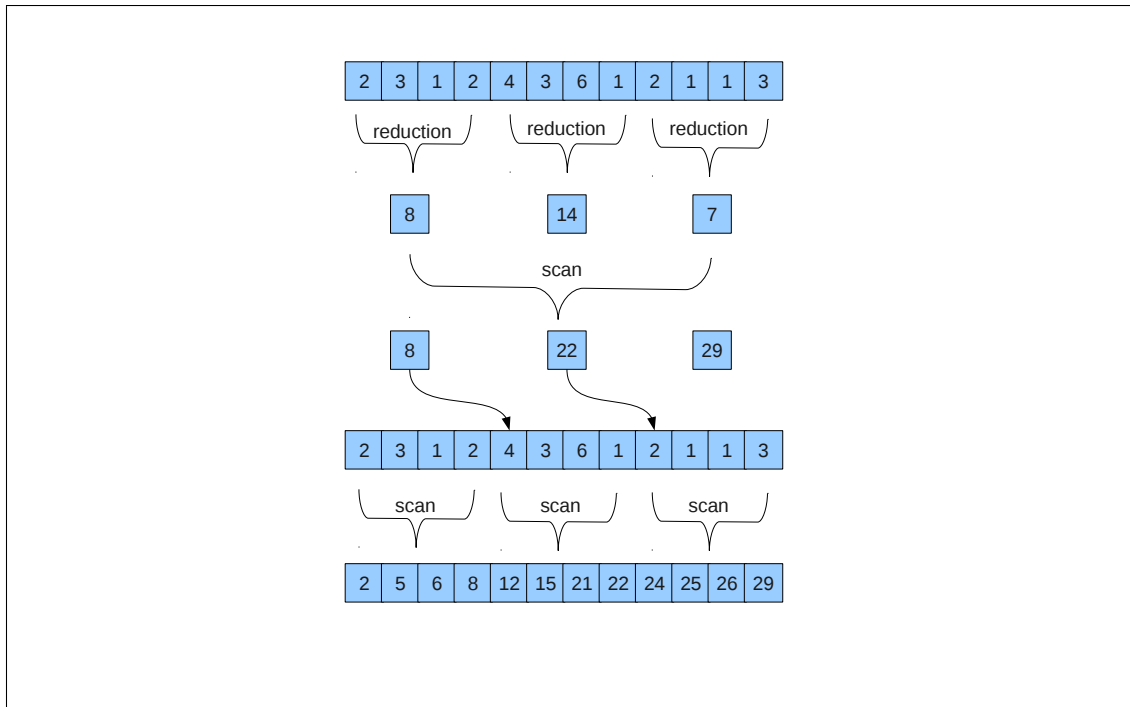 2 3 1 2 4 3 6 1 2 1 1 3
reduction reduction reduction
8 14 7
scan
8 22 29
2 3 1 2 4 3 6 1 2 1 1 3
scan scan scan
2 5 6 8 12 15 21 22 24 25 26 29